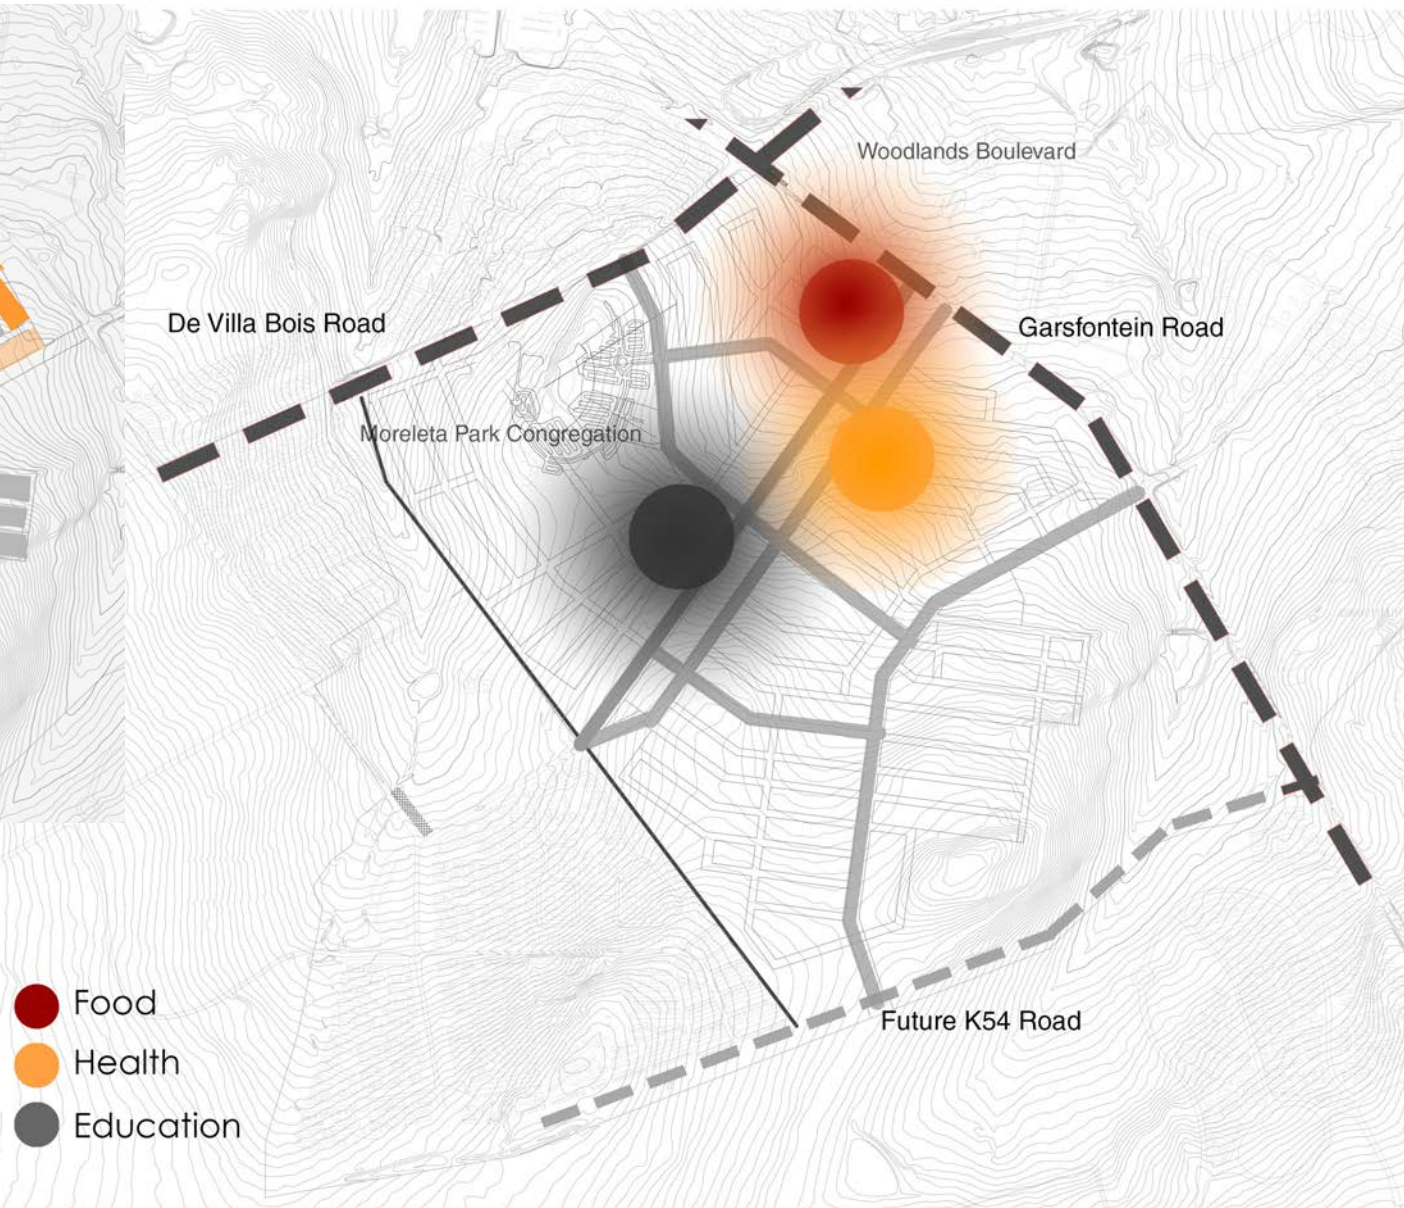 Woodlands Boulevard
De Villa Bois Road
Garsfontein Road
Moreleta Park Congregation
Food
Future K54 Road
Health
Education